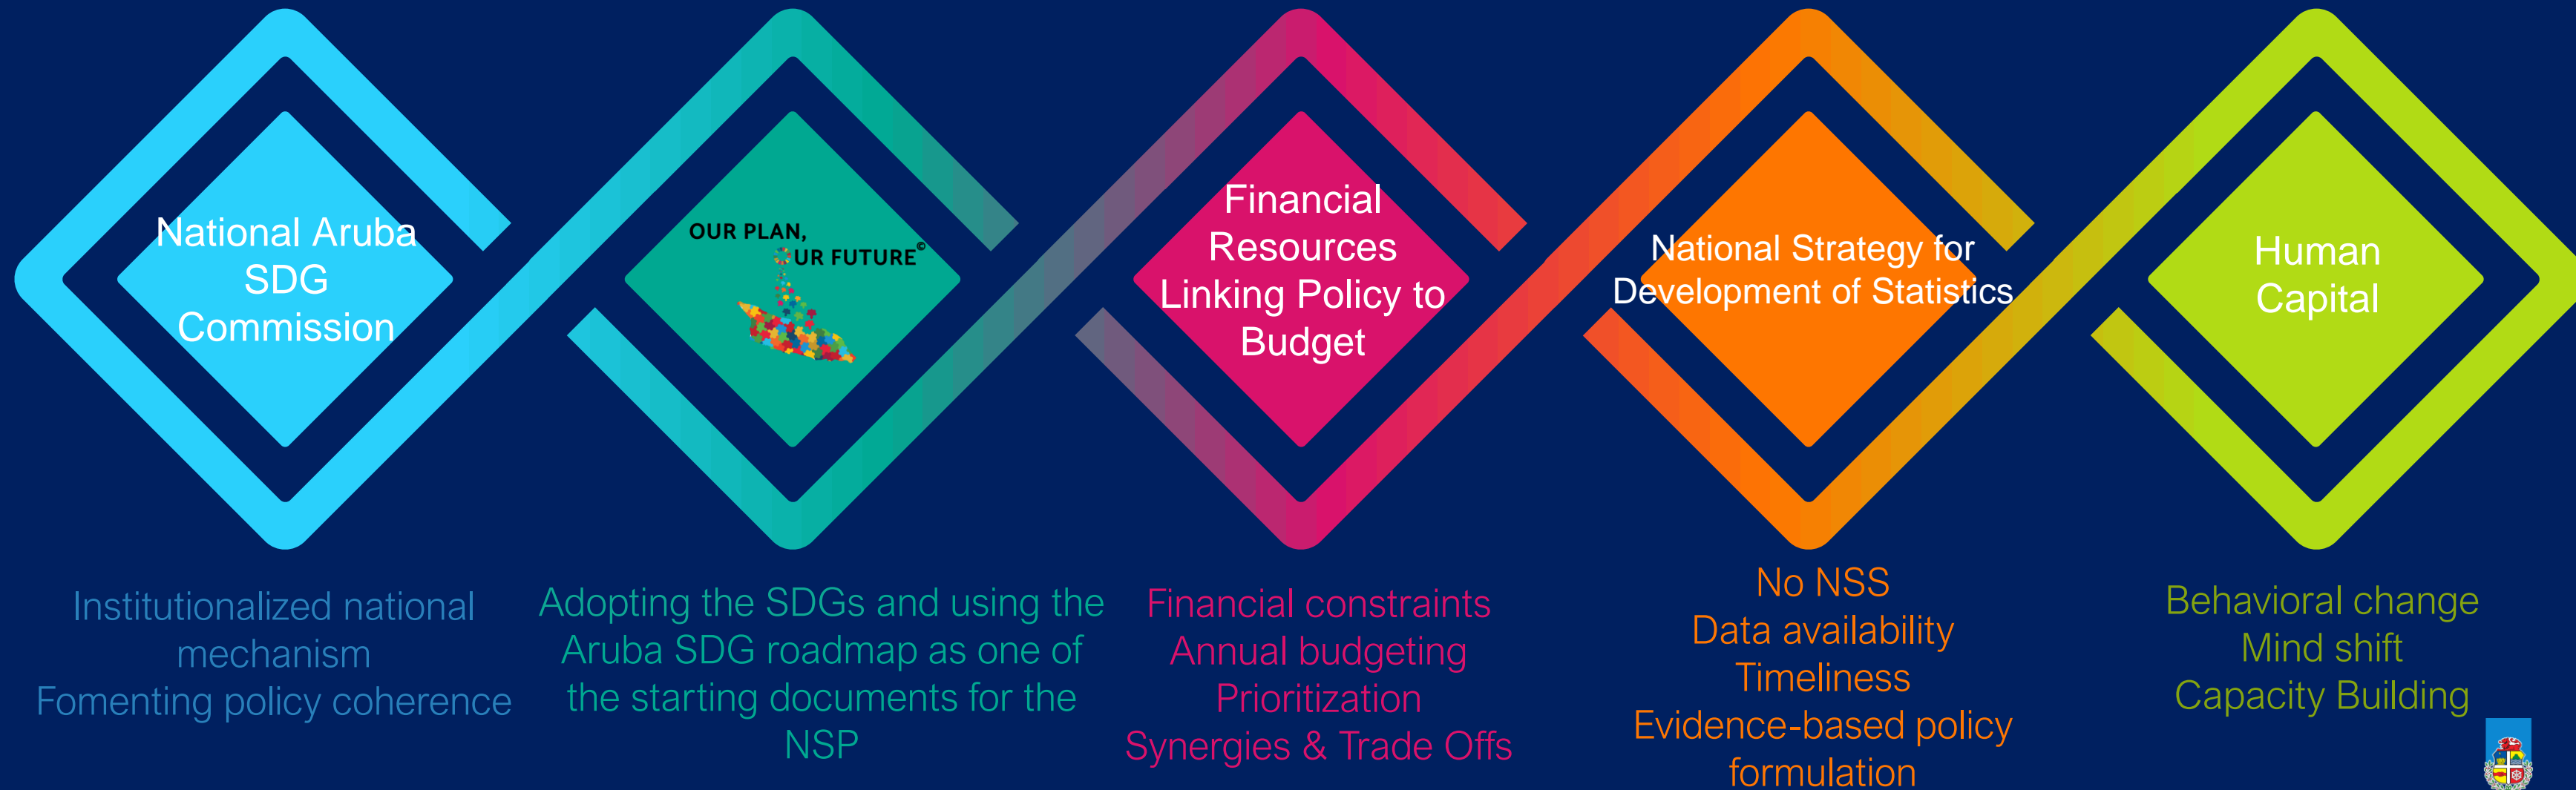 National Aruba
SDG
Commission
OUR PLAN,
UR FUTURE©
Financial
Resources
Linking Policy to
Budget
National Strategy for
Development of Statistics
Human
Capital
Institutionalized national
mechanism
Fomenting policy coherence
Adopting the SDGs and using the
Aruba SDG roadmap as one of
the starting documents for the
NSP
Financial constraints
Annual budgeting
Prioritization
Synergies & Trade Offs
No NSS
Data availability
Timeliness
Evidence-based policy
formulation
Behavioral change
Mind shift
Capacity Building